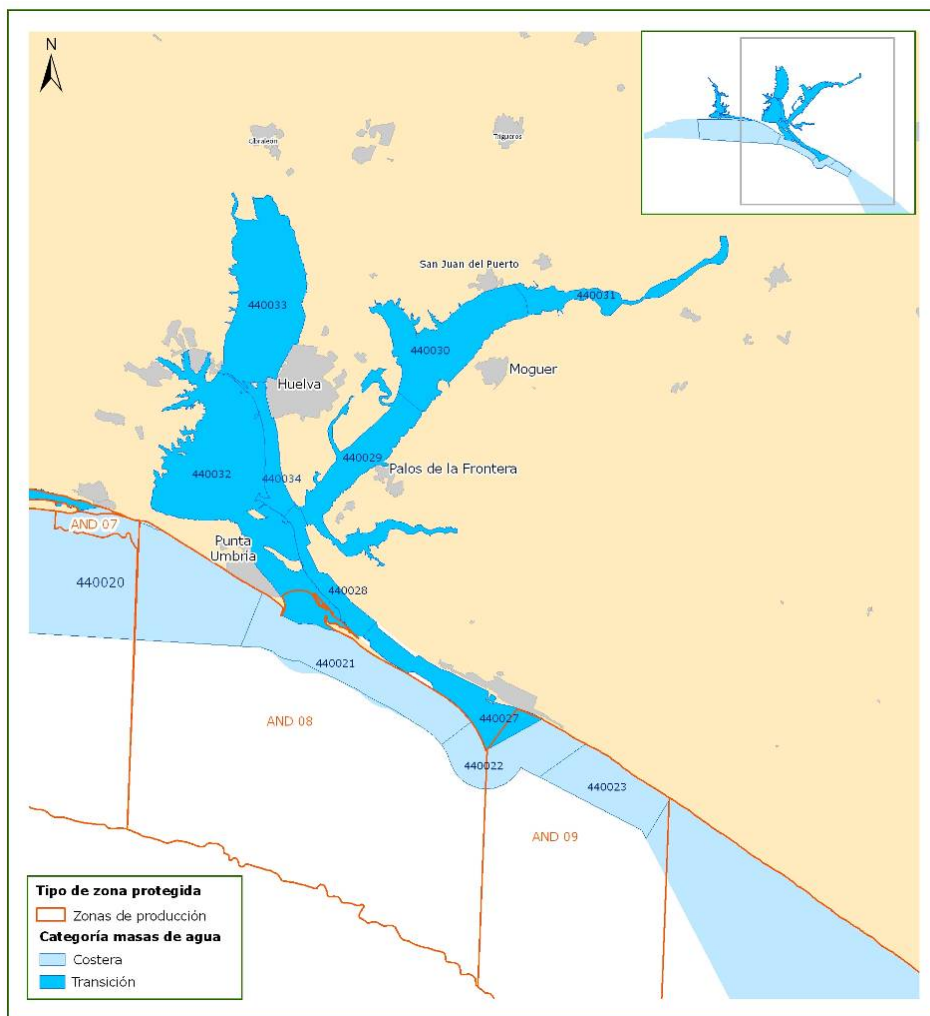 N
Gibraleón
Trigueros
San Juan del Puerto
440033
440031
440030
Huelva
Moguer
440029
Palos de la Frontera
440032
440034
AND 07
Punta
Umbría
440020
440028
440021
AND 08
440027
440022
440023
AND 09
Tipo de zona protegida
Zonas de producción
Categoría masas de agua
Costera
Transición